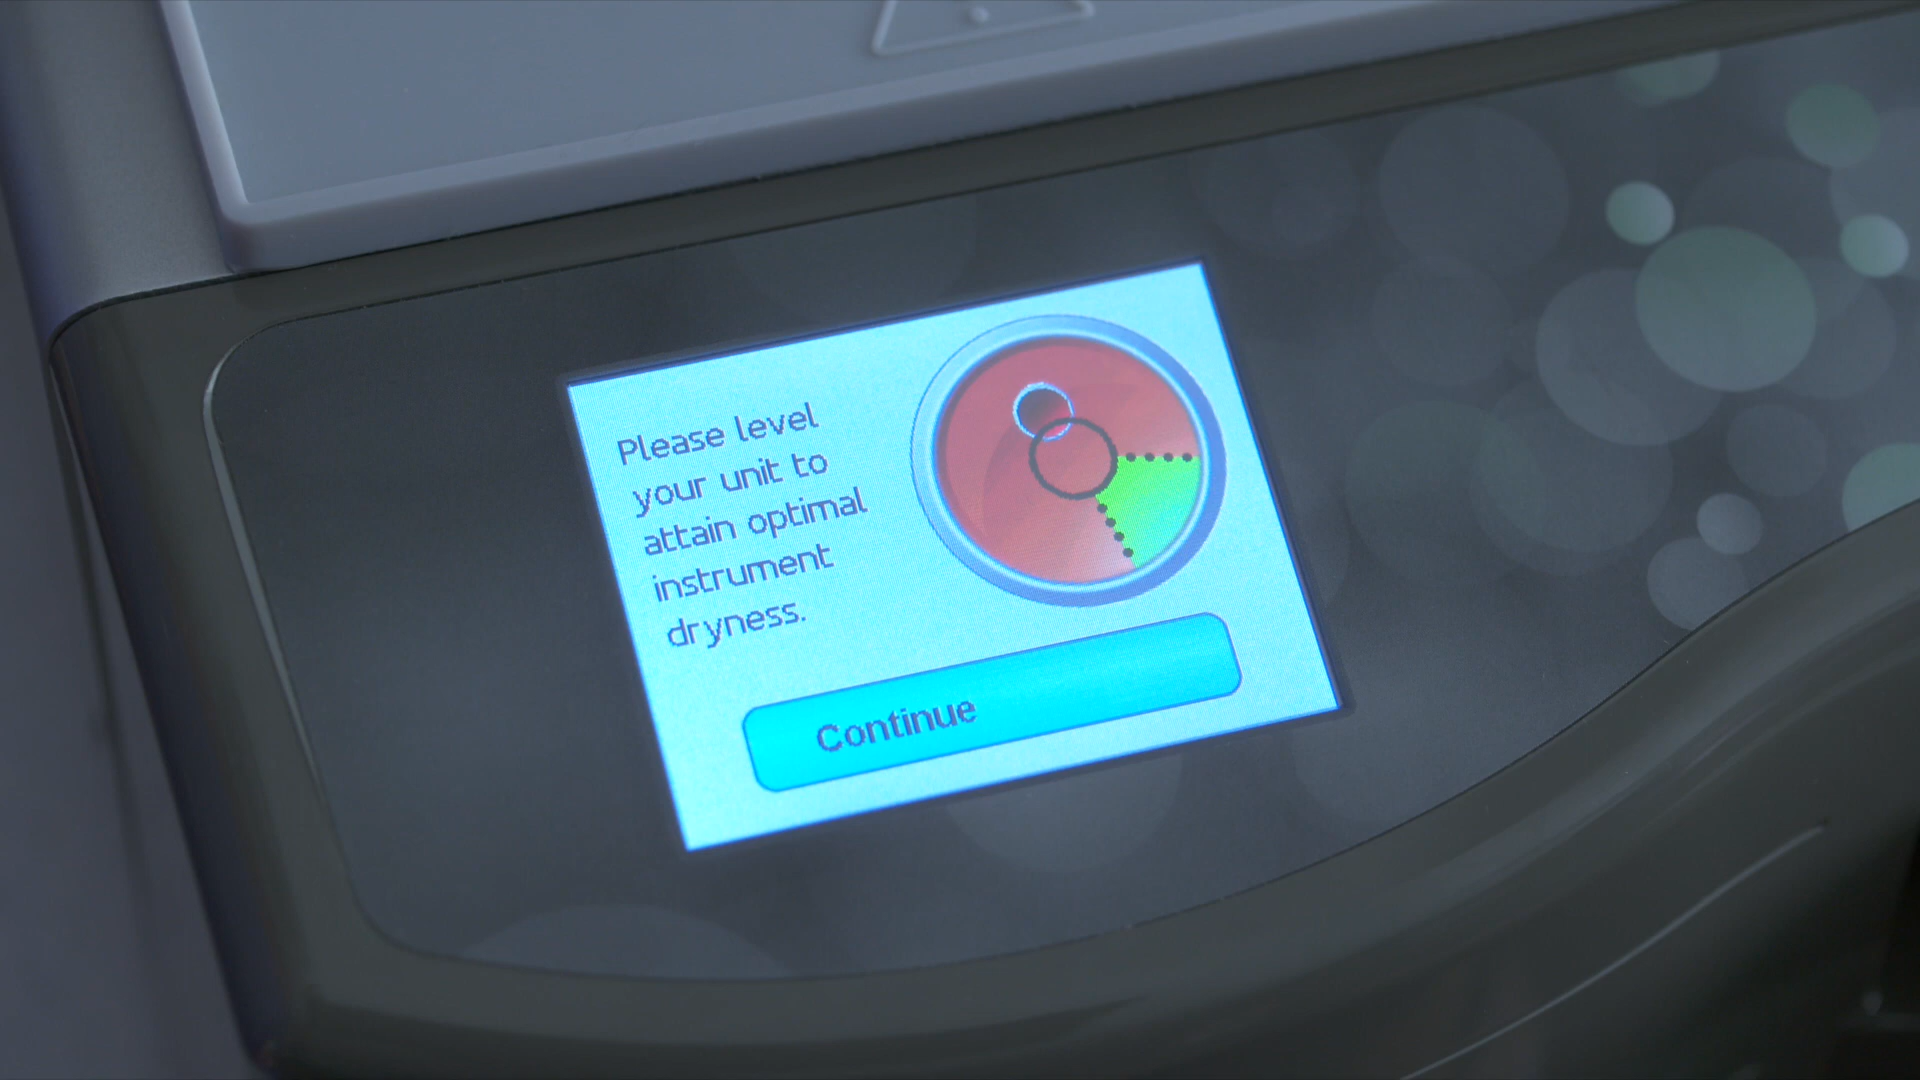 Please level
your unit to
attain optimal
instrument
dryness.
Continue